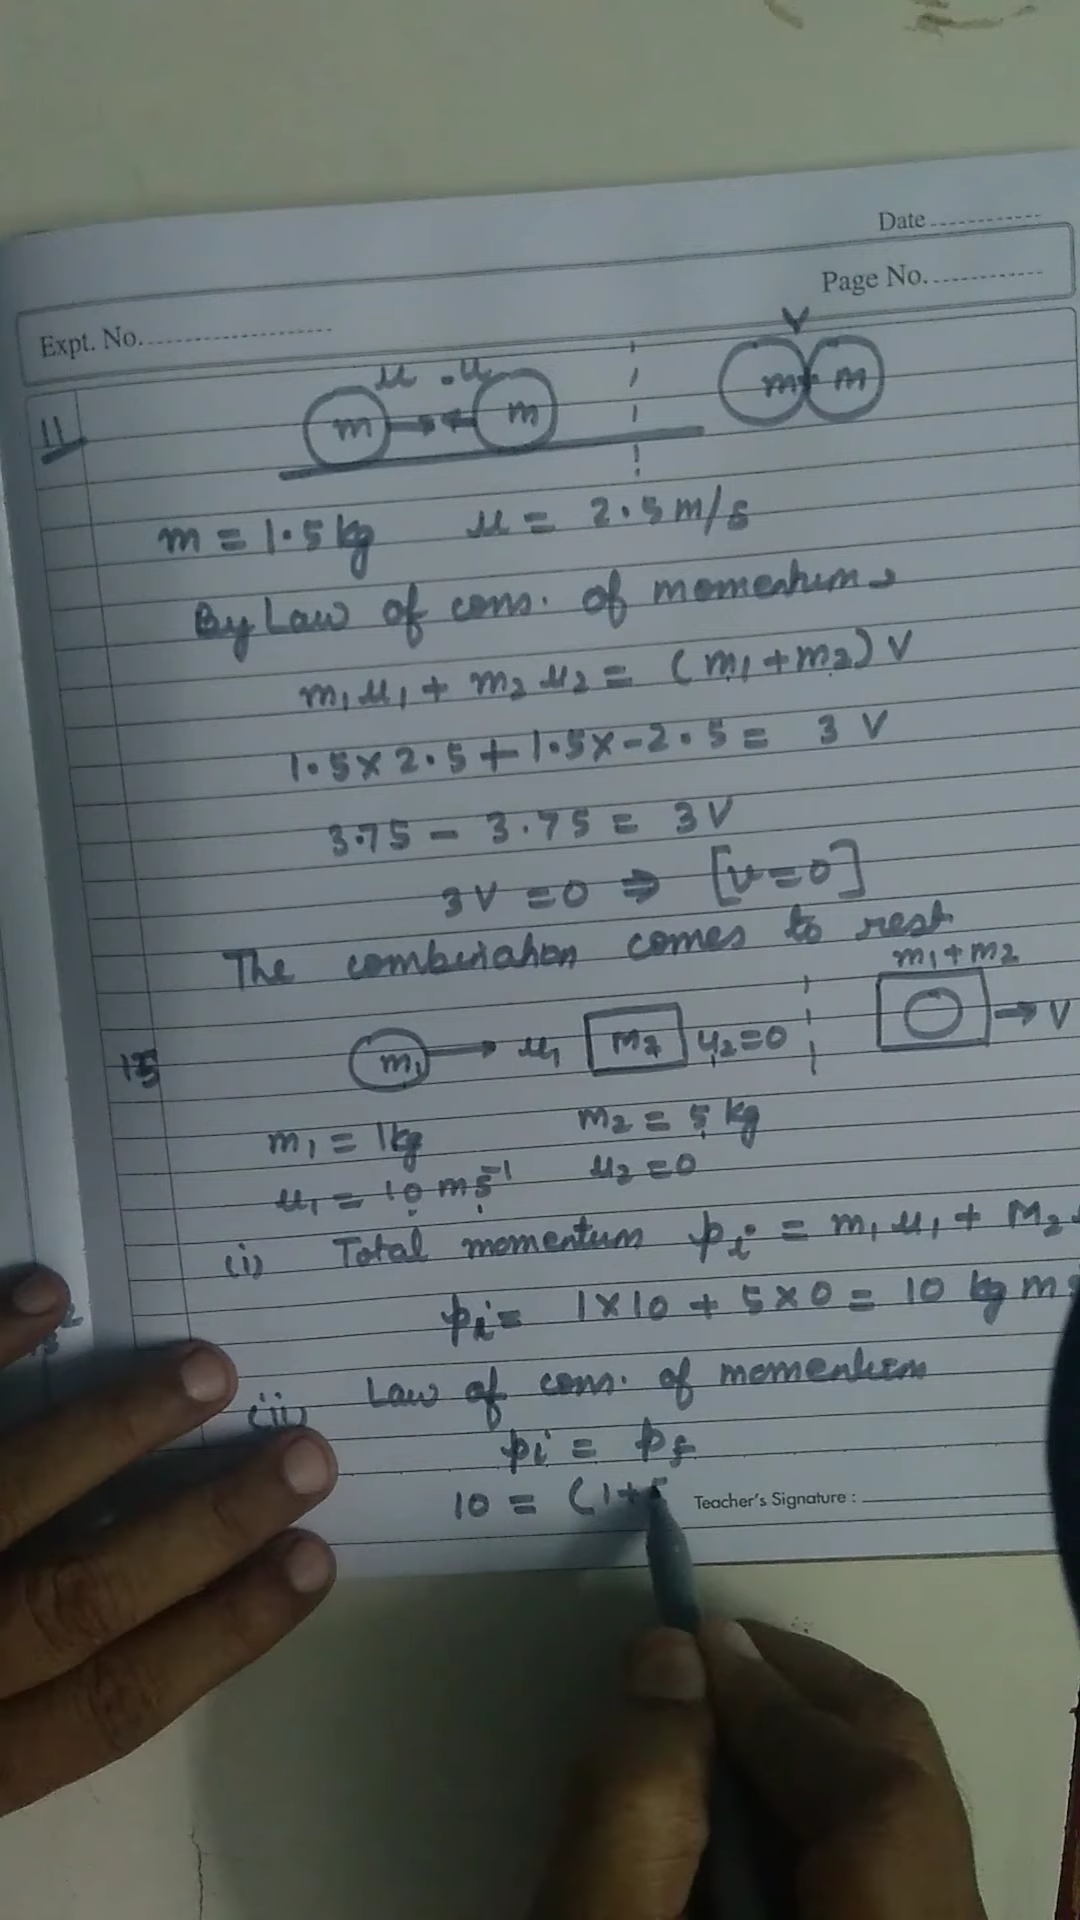 Date
Page No.
Expt. No.
11
u -u
m m
V
m+m
m = 1.5 kg u = 2.5 m/s
By Law of cons. of momentum
m₁u₁ + m₂u₂ = (m₁+m₂)V
1.5×2.5+1.5×-2.5 = 3V
3.75 - 3.75 = 3V
3V = 0 ⇒ [v=0]
The combination comes to rest
m₁+m₂
m₁ → u₁ u₂=0 → V
m₁ = 1kg m₂ = 5 kg
u₁ = 10 ms⁻¹ u₂ = 0
(i) Total momentum pᵢ = m₁u₁ + M₂
pᵢ = 1×10 + 5×0 = 10 kg m
(ii) Law of cons. of momentum
pi = pf
10 = (1+5
Teacher's Signature :